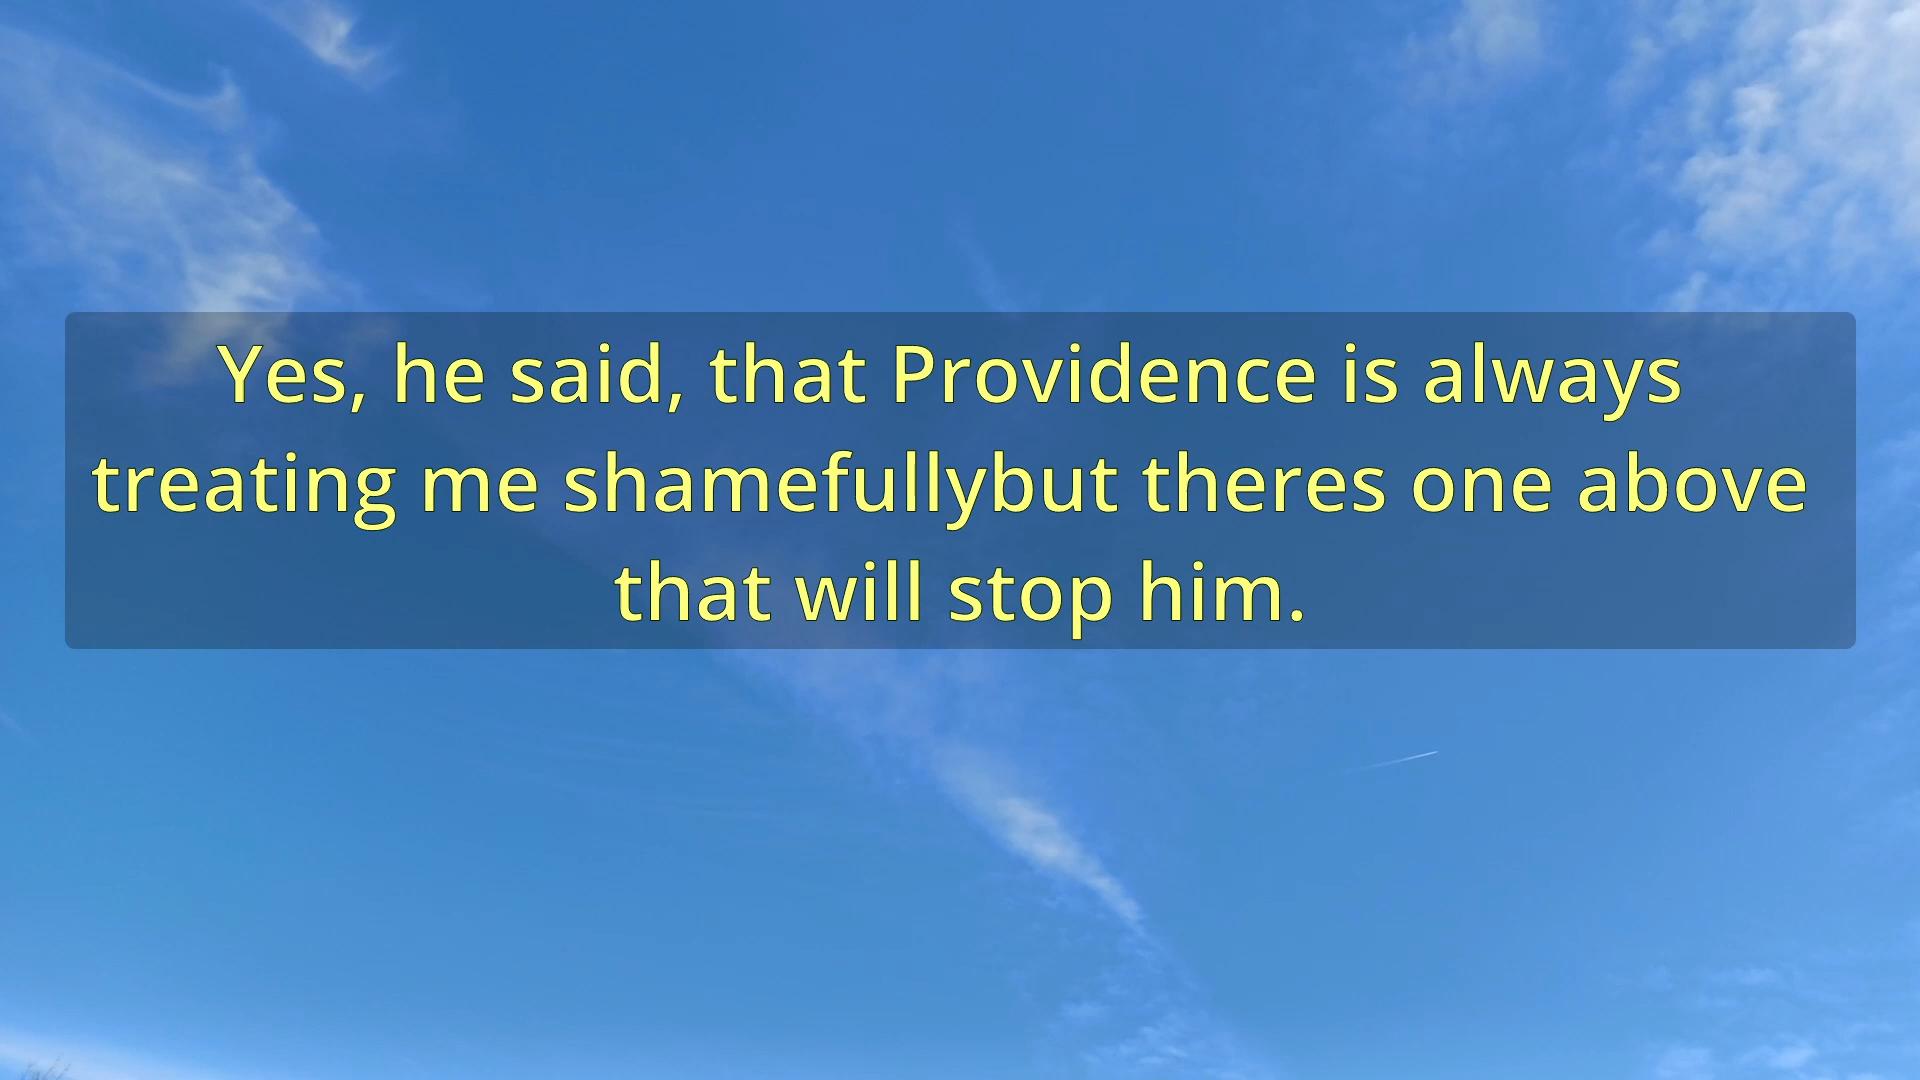 Yes, he said, that Providence is always
treating me shamefullybut theres one above
that will stop him.